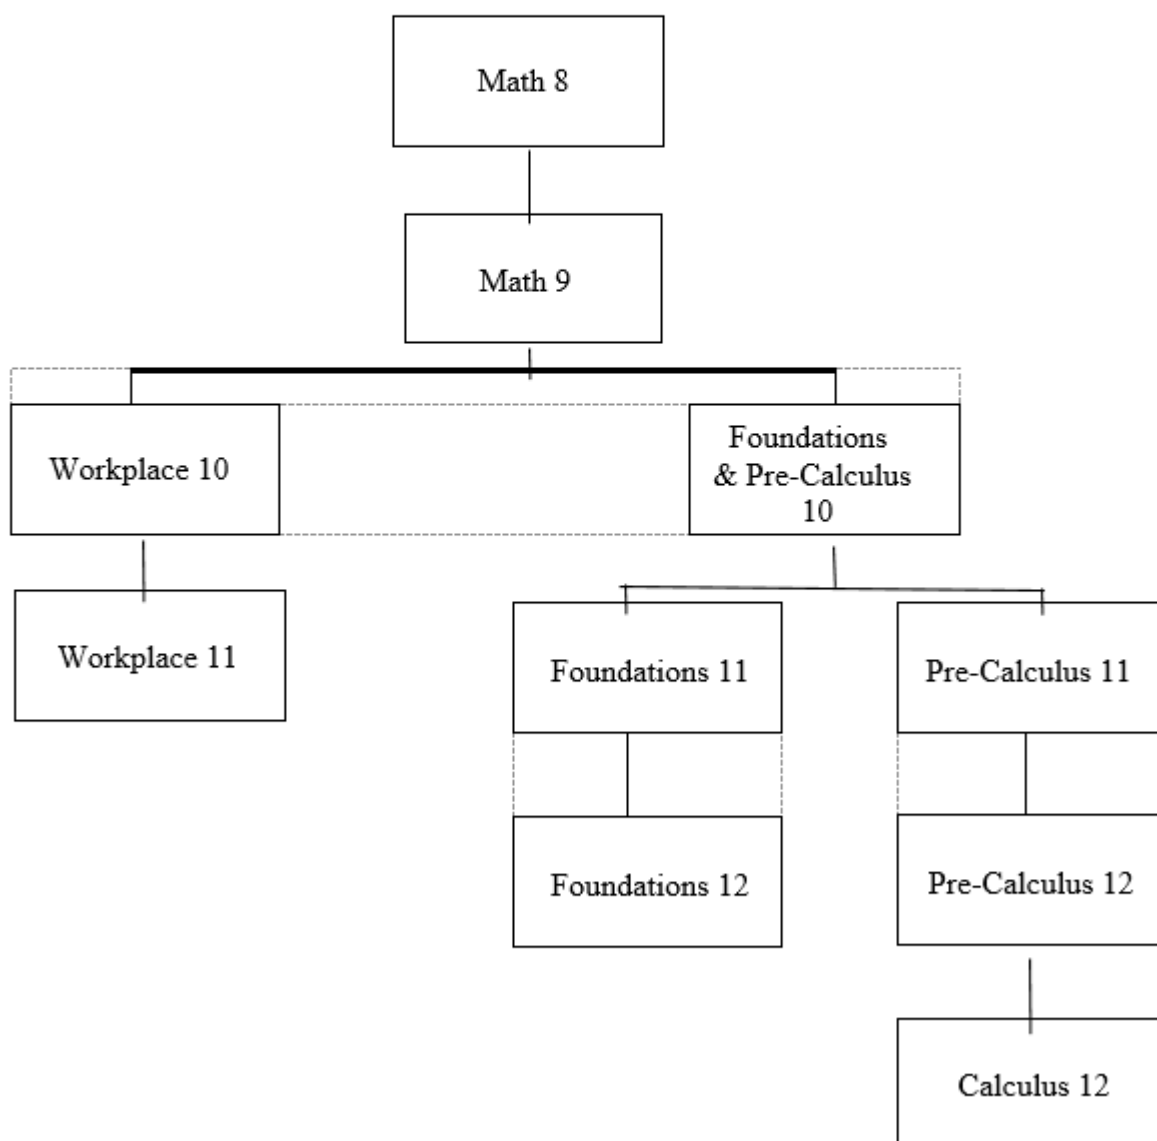 Math 8
Math 9
Workplace 10
Foundations
& Pre-Calculus
10
Workplace 11
Foundations 11
Pre-Calculus 11
Foundations 12
Pre-Calculus 12
Calculus 12